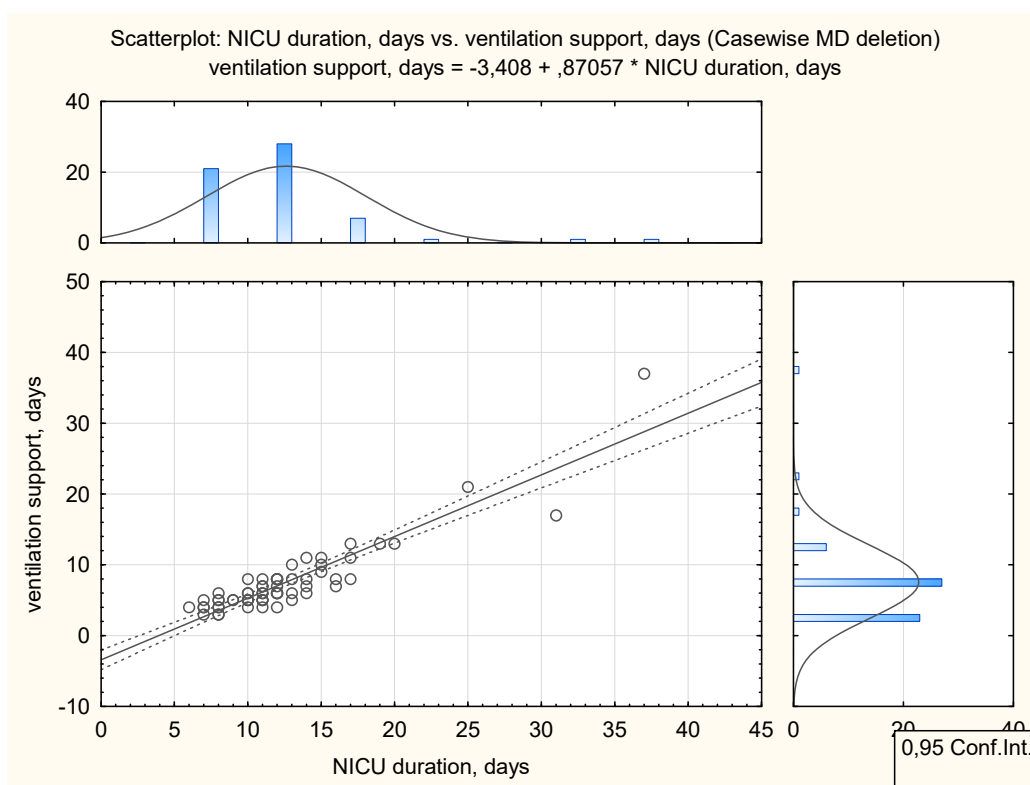 Scatterplot: NICU duration, days vs. ventilation support, days (Casewise MD deletion)
ventilation support, days = -3,408 + ,87057 * NICU duration, days
40
20
0
50
40
30
20
10
0
-10
ventilation support, days
0 5 10 15 20 25 30 35 40 45
NICU duration, days
0 20 40
0,95 Conf.Int.